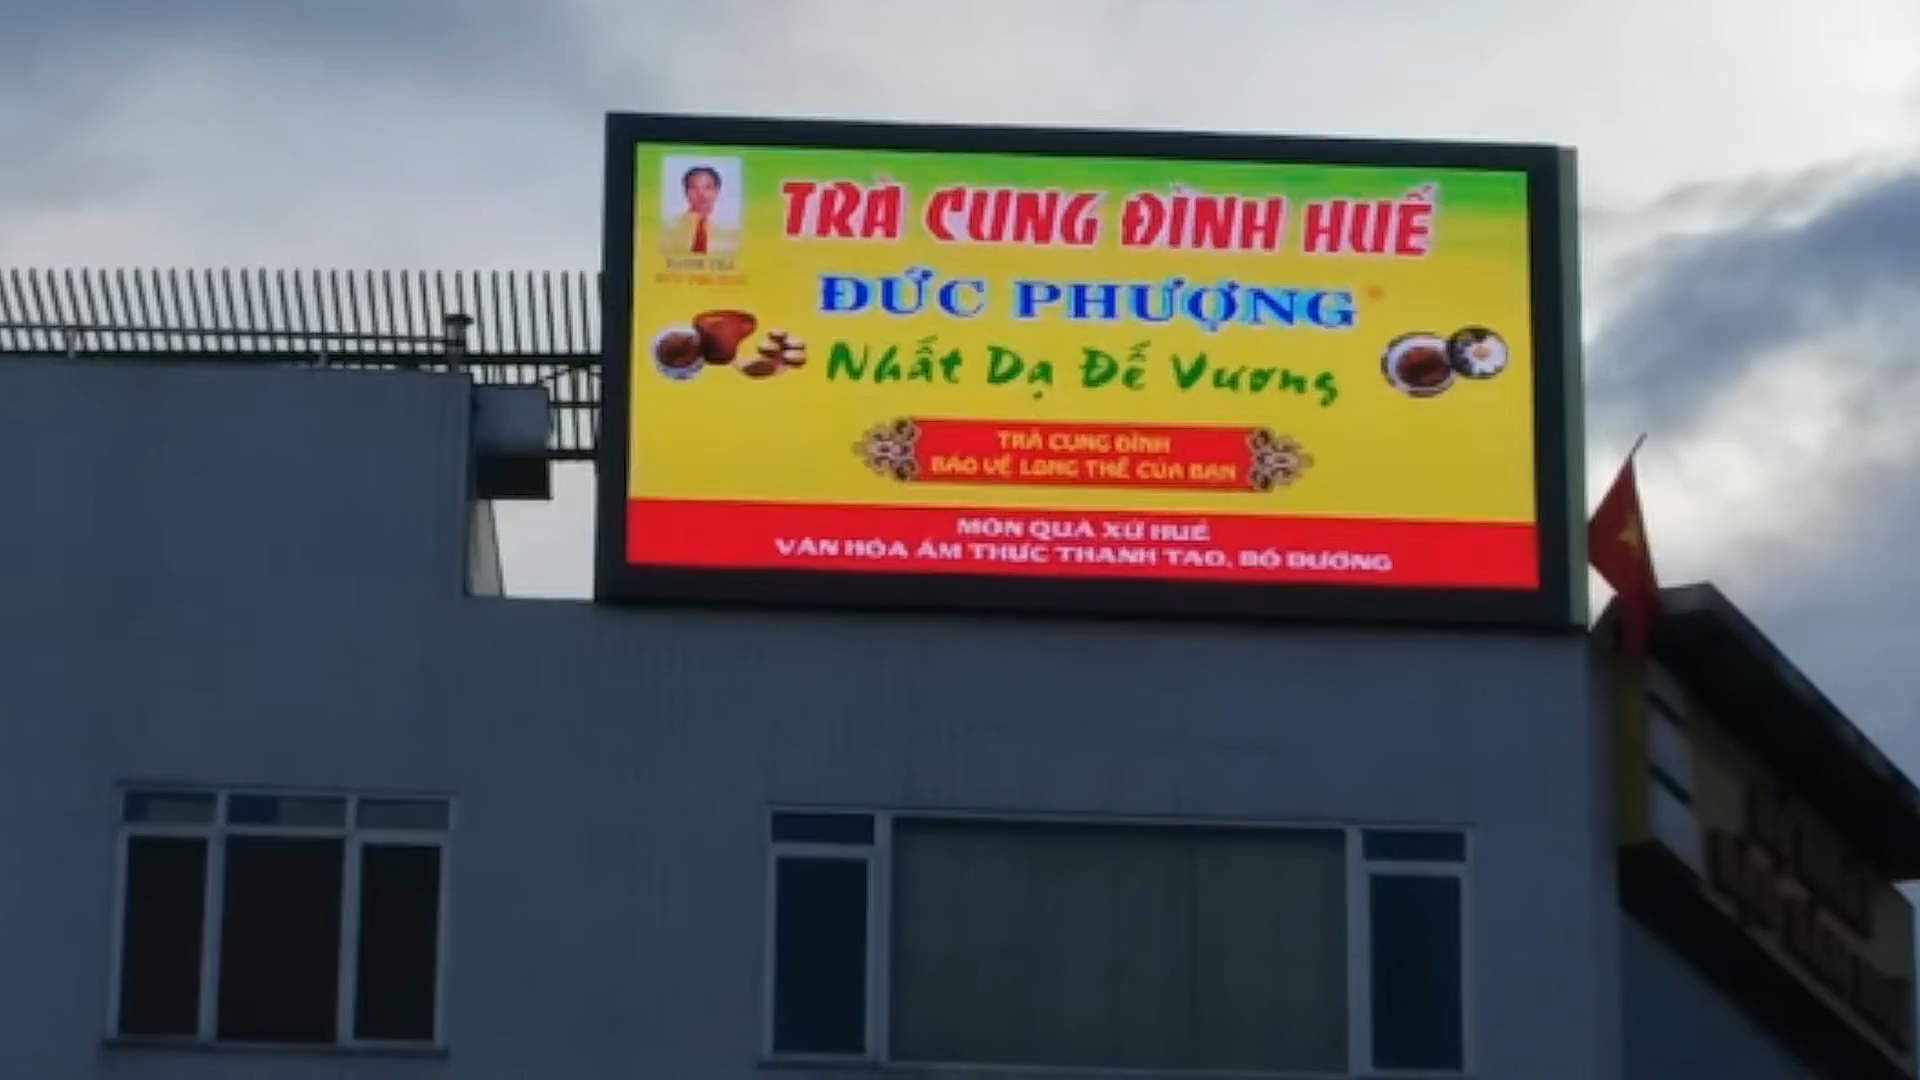 TRÀ CUNG ĐÌNH HUẾ
ĐỨC PHƯỢNG
Nhất Dạ Đế Vương
TRÀ CUNG ĐÌNH
BẢO VỆ LONG THỂ CỦA BẠN
MÓN QUÀ XỨ HUẾ
VĂN HÓA ẨM THỰC THANH TAO, BỔ DƯỠNG